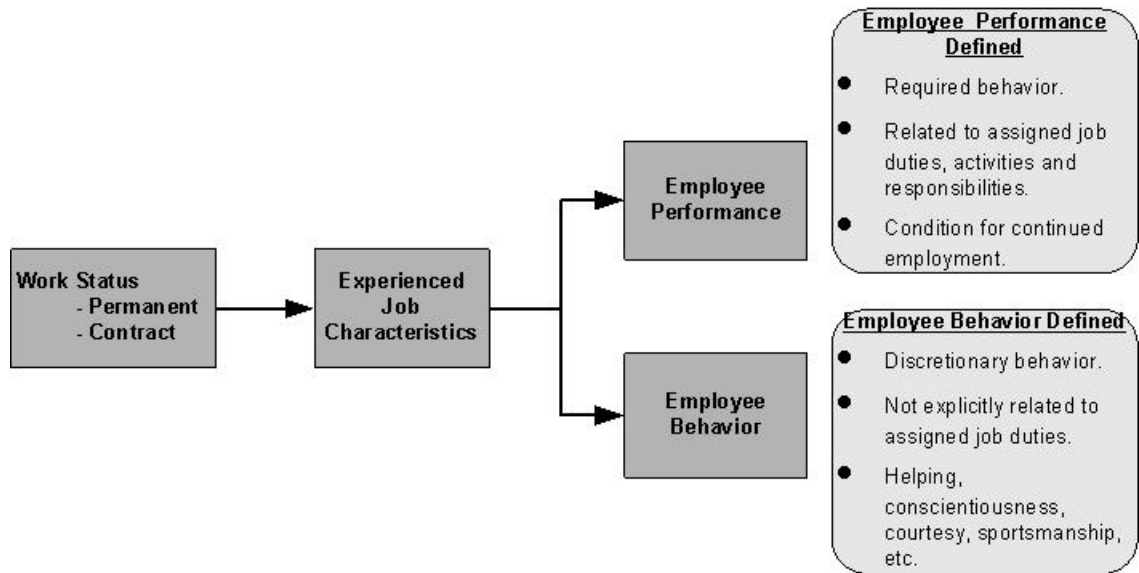 Work Status
- Permanent
- Contract
Experienced
Job
Characteristics
Employee
Performance
Employee
Behavior
Employee Performance
Defined
● Required behavior.
● Related to assigned job
duties, activities and
responsibilities.
● Condition for continued
employment.
Employee Behavior Defined
● Discretionary behavior.
● Not explicitly related to
assigned job duties.
● Helping,
conscientiousness,
courtesy, sportsmanship,
etc.